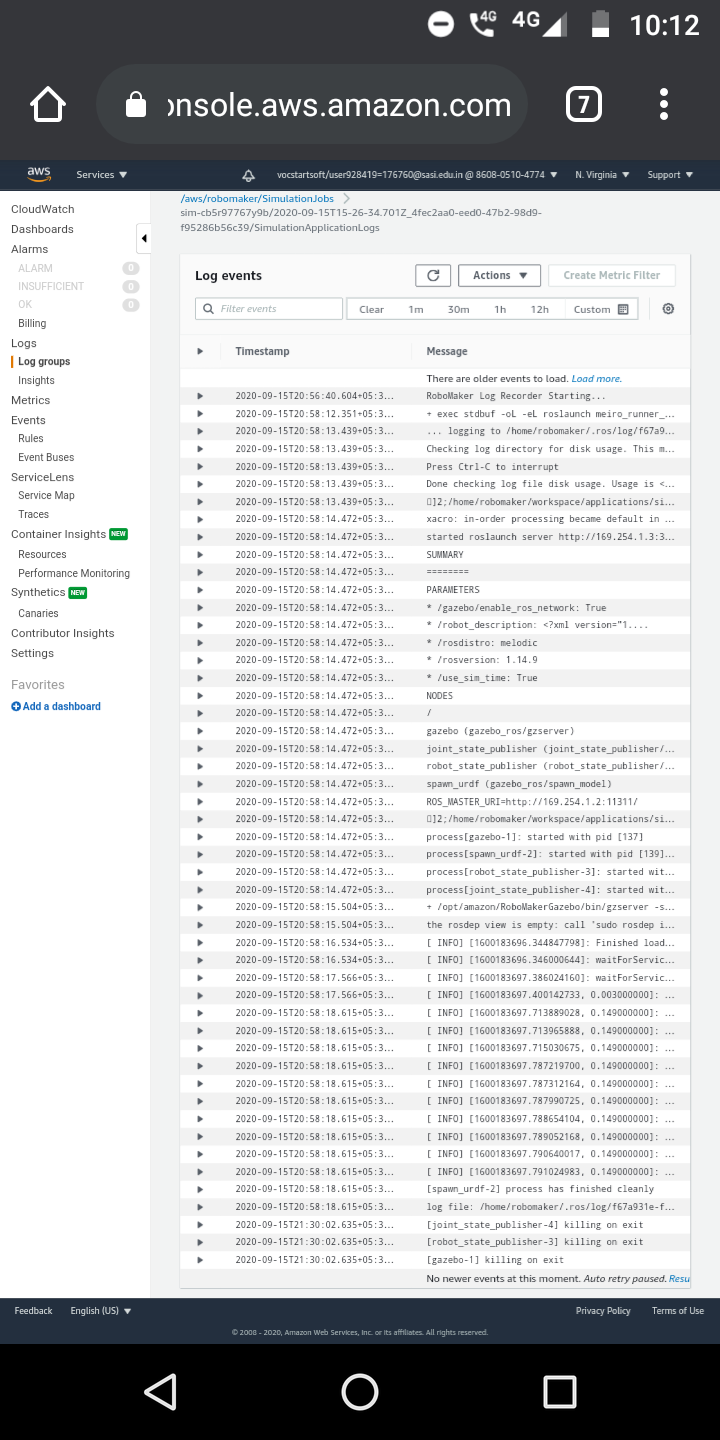 4G 4G 10:12
onsole.aws.amazon.com 7
aws Services vocstartsoft/user928419=176760@sasi.edu.in @ 8608-0510-4774 N. Virginia Support
CloudWatch
Dashboards
Alarms
ALARM 0
INSUFFICIENT 0
OK 0
Billing
Logs
Log groups
Insights
Metrics
Events
Rules
Event Buses
ServiceLens
Service Map
Traces
Container Insights NEW
Resources
Performance Monitoring
Synthetics NEW
Canaries
Contributor Insights
Settings
Favorites
Add a dashboard
/aws/robomaker/SimulationJobs
sim-cb5r97767y9b/2020-09-15T15-26-34.701Z_4fec2aa0-eed0-47b2-98d9-
f95286b56c39/SimulationApplicationLogs
Log events Actions Create Metric Filter
Filter events Clear 1m 30m 1h 12h Custom
Timestamp Message
There are older events to load. Load more.
2020-09-15T20:56:40.604+05:3... RoboMaker Log Recorder Starting...
2020-09-15T20:58:12.351+05:3... + exec stdbuf -oL -eL roslaunch meiro_runner_...
2020-09-15T20:58:13.439+05:3... ... logging to /home/robomaker/.ros/log/f67a9...
2020-09-15T20:58:13.439+05:3... Checking log directory for disk usage. This m...
2020-09-15T20:58:13.439+05:3... Press Ctrl-C to interrupt
2020-09-15T20:58:13.439+05:3... Done checking log file disk usage. Usage is <...
2020-09-15T20:58:13.439+05:3... ▯]2;/home/robomaker/workspace/applications/si...
2020-09-15T20:58:14.472+05:3... xacro: in-order processing became default in ...
2020-09-15T20:58:14.472+05:3... started roslaunch server http://169.254.1.3:3...
2020-09-15T20:58:14.472+05:3... SUMMARY
2020-09-15T20:58:14.472+05:3... ========
2020-09-15T20:58:14.472+05:3... PARAMETERS
2020-09-15T20:58:14.472+05:3... * /gazebo/enable_ros_network: True
2020-09-15T20:58:14.472+05:3... * /robot_description: <?xml version="1....
2020-09-15T20:58:14.472+05:3... * /rosdistro: melodic
2020-09-15T20:58:14.472+05:3... * /rosversion: 1.14.9
2020-09-15T20:58:14.472+05:3... * /use_sim_time: True
2020-09-15T20:58:14.472+05:3... NODES
2020-09-15T20:58:14.472+05:3... /
2020-09-15T20:58:14.472+05:3... gazebo (gazebo_ros/gzserver)
2020-09-15T20:58:14.472+05:3... joint_state_publisher (joint_state_publisher/...
2020-09-15T20:58:14.472+05:3... robot_state_publisher (robot_state_publisher/...
2020-09-15T20:58:14.472+05:3... spawn_urdf (gazebo_ros/spawn_model)
2020-09-15T20:58:14.472+05:3... ROS_MASTER_URI=http://169.254.1.2:11311/
2020-09-15T20:58:14.472+05:3... ▯]2;/home/robomaker/workspace/applications/si...
2020-09-15T20:58:14.472+05:3... process[gazebo-1]: started with pid [137]
2020-09-15T20:58:14.472+05:3... process[spawn_urdf-2]: started with pid [139]...
2020-09-15T20:58:14.472+05:3... process[robot_state_publisher-3]: started wit...
2020-09-15T20:58:14.472+05:3... process[joint_state_publisher-4]: started wit...
2020-09-15T20:58:15.504+05:3... + /opt/amazon/RoboMakerGazebo/bin/gzserver -s...
2020-09-15T20:58:15.504+05:3... the rosdep view is empty: call 'sudo rosdep i...
2020-09-15T20:58:16.534+05:3... [ INFO] [1600183696.344847798]: Finished load...
2020-09-15T20:58:16.534+05:3... [ INFO] [1600183696.346000644]: waitForServic...
2020-09-15T20:58:17.566+05:3... [ INFO] [1600183697.386024160]: waitForServic...
2020-09-15T20:58:17.566+05:3... [ INFO] [1600183697.400142733, 0.003000000]: ...
2020-09-15T20:58:18.615+05:3... [ INFO] [1600183697.713889028, 0.149000000]: ...
2020-09-15T20:58:18.615+05:3... [ INFO] [1600183697.713965888, 0.149000000]: ...
2020-09-15T20:58:18.615+05:3... [ INFO] [1600183697.715030675, 0.149000000]: ...
2020-09-15T20:58:18.615+05:3... [ INFO] [1600183697.787219700, 0.149000000]: ...
2020-09-15T20:58:18.615+05:3... [ INFO] [1600183697.787312164, 0.149000000]: ...
2020-09-15T20:58:18.615+05:3... [ INFO] [1600183697.787990725, 0.149000000]: ...
2020-09-15T20:58:18.615+05:3... [ INFO] [1600183697.788654104, 0.149000000]: ...
2020-09-15T20:58:18.615+05:3... [ INFO] [1600183697.789052168, 0.149000000]: ...
2020-09-15T20:58:18.615+05:3... [ INFO] [1600183697.790640017, 0.149000000]: ...
2020-09-15T20:58:18.615+05:3... [ INFO] [1600183697.791024983, 0.149000000]: ...
2020-09-15T20:58:18.615+05:3... [spawn_urdf-2] process has finished cleanly
2020-09-15T20:58:18.615+05:3... log file: /home/robomaker/.ros/log/f67a931e-f...
2020-09-15T21:30:02.635+05:3... [joint_state_publisher-4] killing on exit
2020-09-15T21:30:02.635+05:3... [robot_state_publisher-3] killing on exit
2020-09-15T21:30:02.635+05:3... [gazebo-1] killing on exit
No newer events at this moment. Auto retry paused. Resu
Feedback English (US) Privacy Policy Terms of Use
© 2008 - 2020, Amazon Web Services, Inc. or its affiliates. All rights reserved.